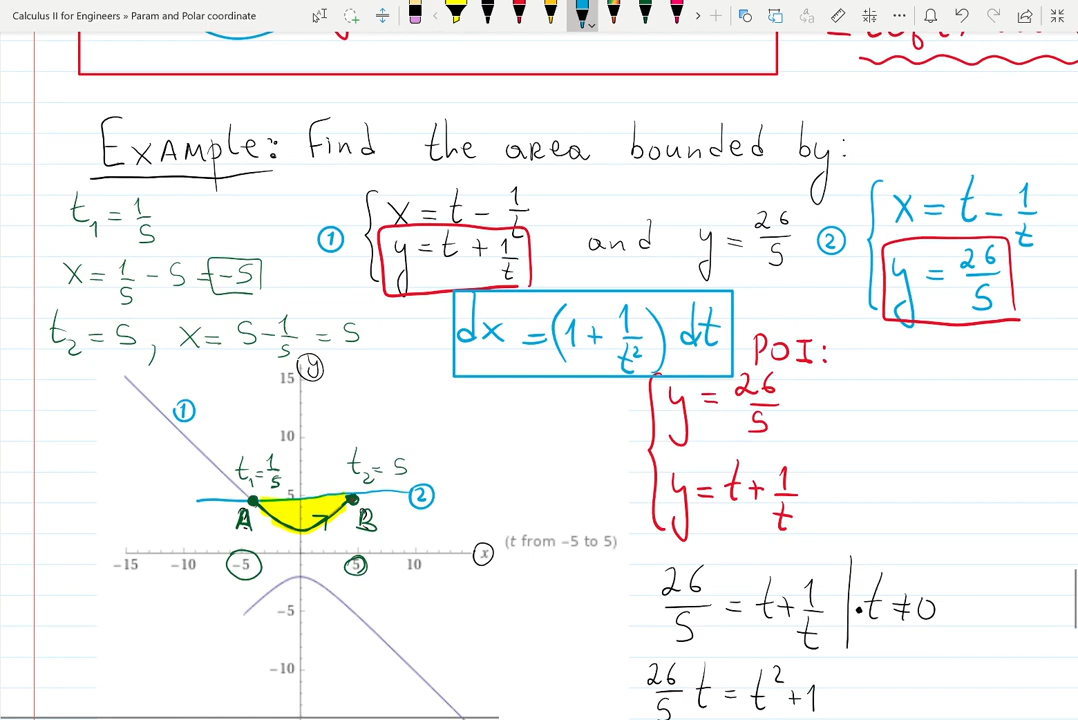 Calculus II for Engineers » Param and Polar coordinate
Example: Find the area bounded by:
t₁ = 1/5
x = 1/5 - 5 = -5
t₂ = 5, x = 5 - 1/5 = 5
① { x = t - 1/t
y = t + 1/t
and y = 26/5
② { x = t - 1/t
y = 26/5
dx = (1 + 1/t²) dt
POI:
{ y = 26/5
y = t + 1/t
26/5 = t + 1/t | · t ≠ 0
26/5 t = t² + 1
y
15
①
10
t₁ = 1/5
t₂ = 5
5
②
A
B
x
(t from −5 to 5)
−15 −10 −5 5 10
−5
−10